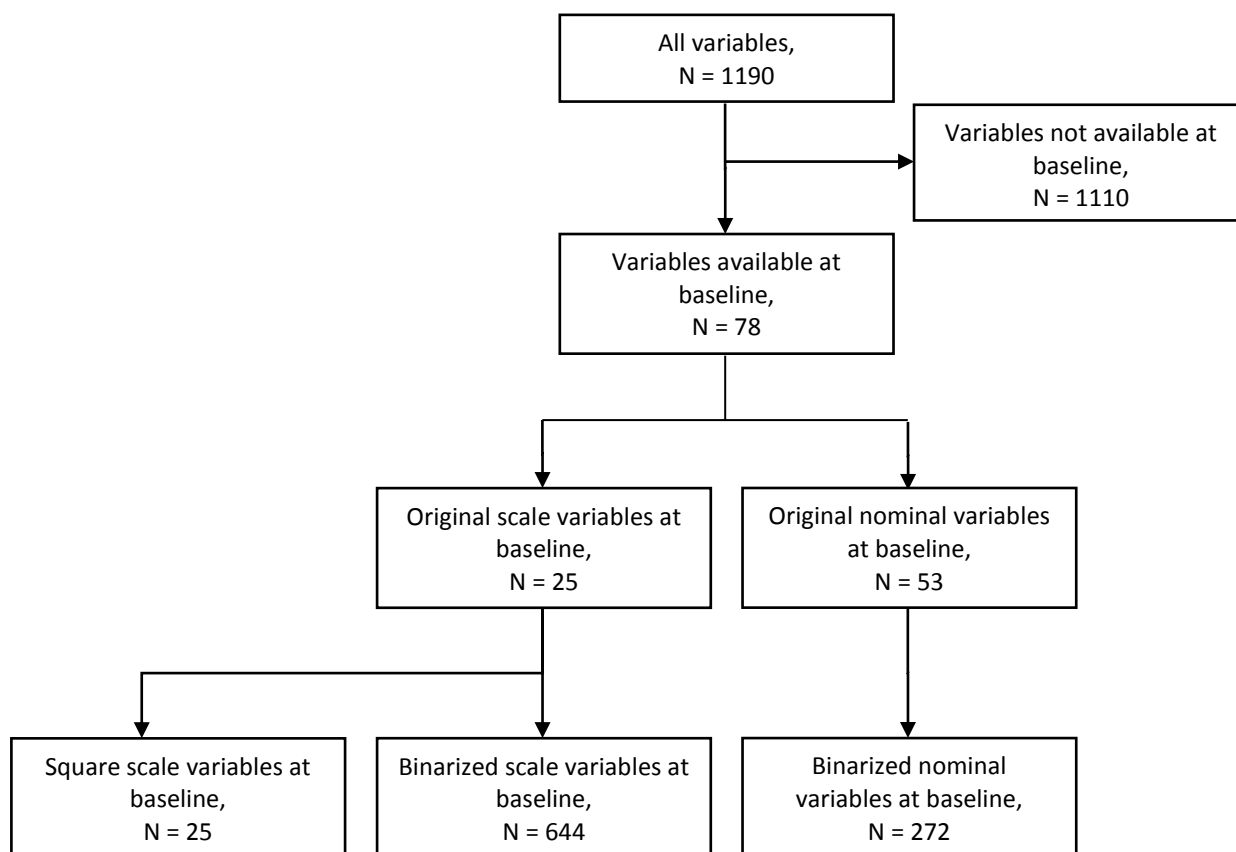 All variables,
N = 1190
Variables not available at
baseline,
N = 1110
Variables available at
baseline,
N = 78
Original scale variables at
baseline,
N = 25
Original nominal variables
at baseline,
N = 53
Square scale variables at
baseline,
N = 25
Binarized scale variables at
baseline,
N = 644
Binarized nominal
variables at baseline,
N = 272